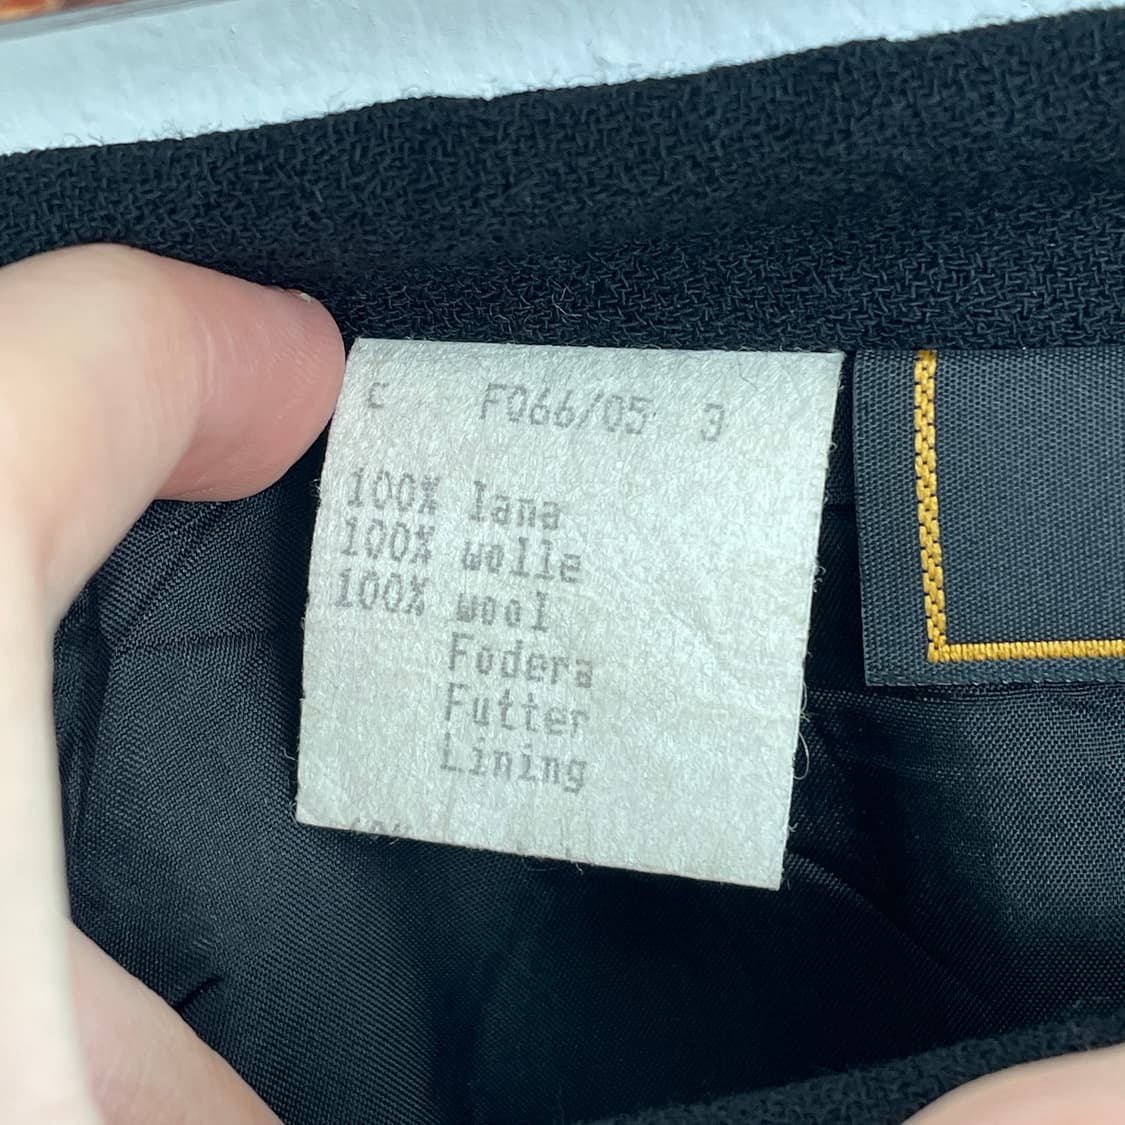 c F066/05 3
100% lana
100% wolle
100% wool
Fodera
Futter
Lining